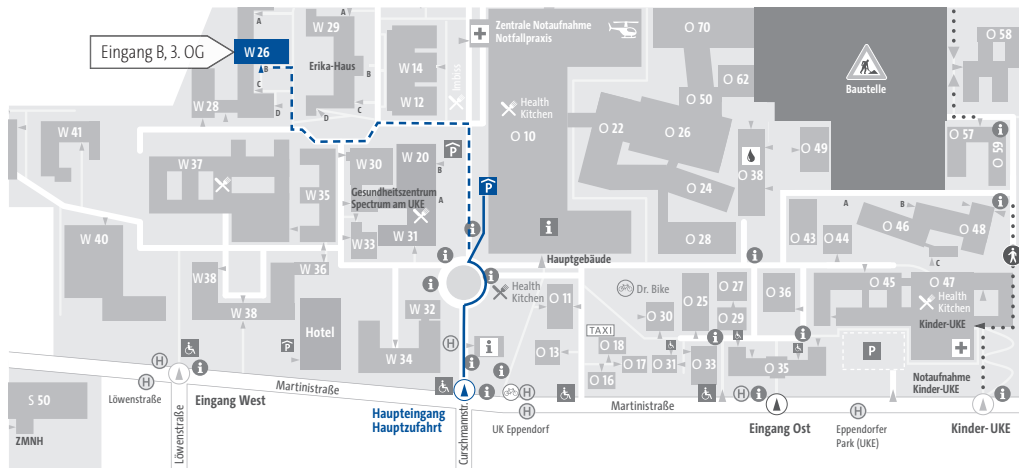 Eingang B, 3. OG
W 26
A
B
C
D
W 28
W 29
Erika-Haus
A
B
C
D
W 14
W 12
Imbiss
Zentrale Notaufnahme
Notfallpraxis
Health
Kitchen
O 10
O 70
O 62
O 50
O 22
O 26
O 24
O 28
O 38
O 49
Baustelle
O 58
O 57
O 59
W 41
W 37
W 35
W 30
W 20
P
B
A
Gesundheitszentrum
Spectrum am UKE
W 33
W 31
P
i
i
Hauptgebäude
O 43
O 44
A
B
O 46
O 48
C
W 40
W 38
W 36
W 38
Hotel
P
W 32
W 34
Health
Kitchen
O 11
O 13
Dr. Bike
O 30
TAXI
O 18
O 16
O 17
O 31
O 25
O 27
O 29
O 33
O 36
O 35
O 45
O 47
Health
Kitchen
Kinder-UKE
P
Notaufnahme
Kinder-UKE
H
H
H
H
H
H
H
S 50
ZMNH
Löwenstraße
Löwenstraße
Eingang West
Martinistraße
Haupteingang
Hauptzufahrt
Curschmannstr.
UK Eppendorf
Martinistraße
Eingang Ost
Eppendorfer
Park (UKE)
Kinder-UKE